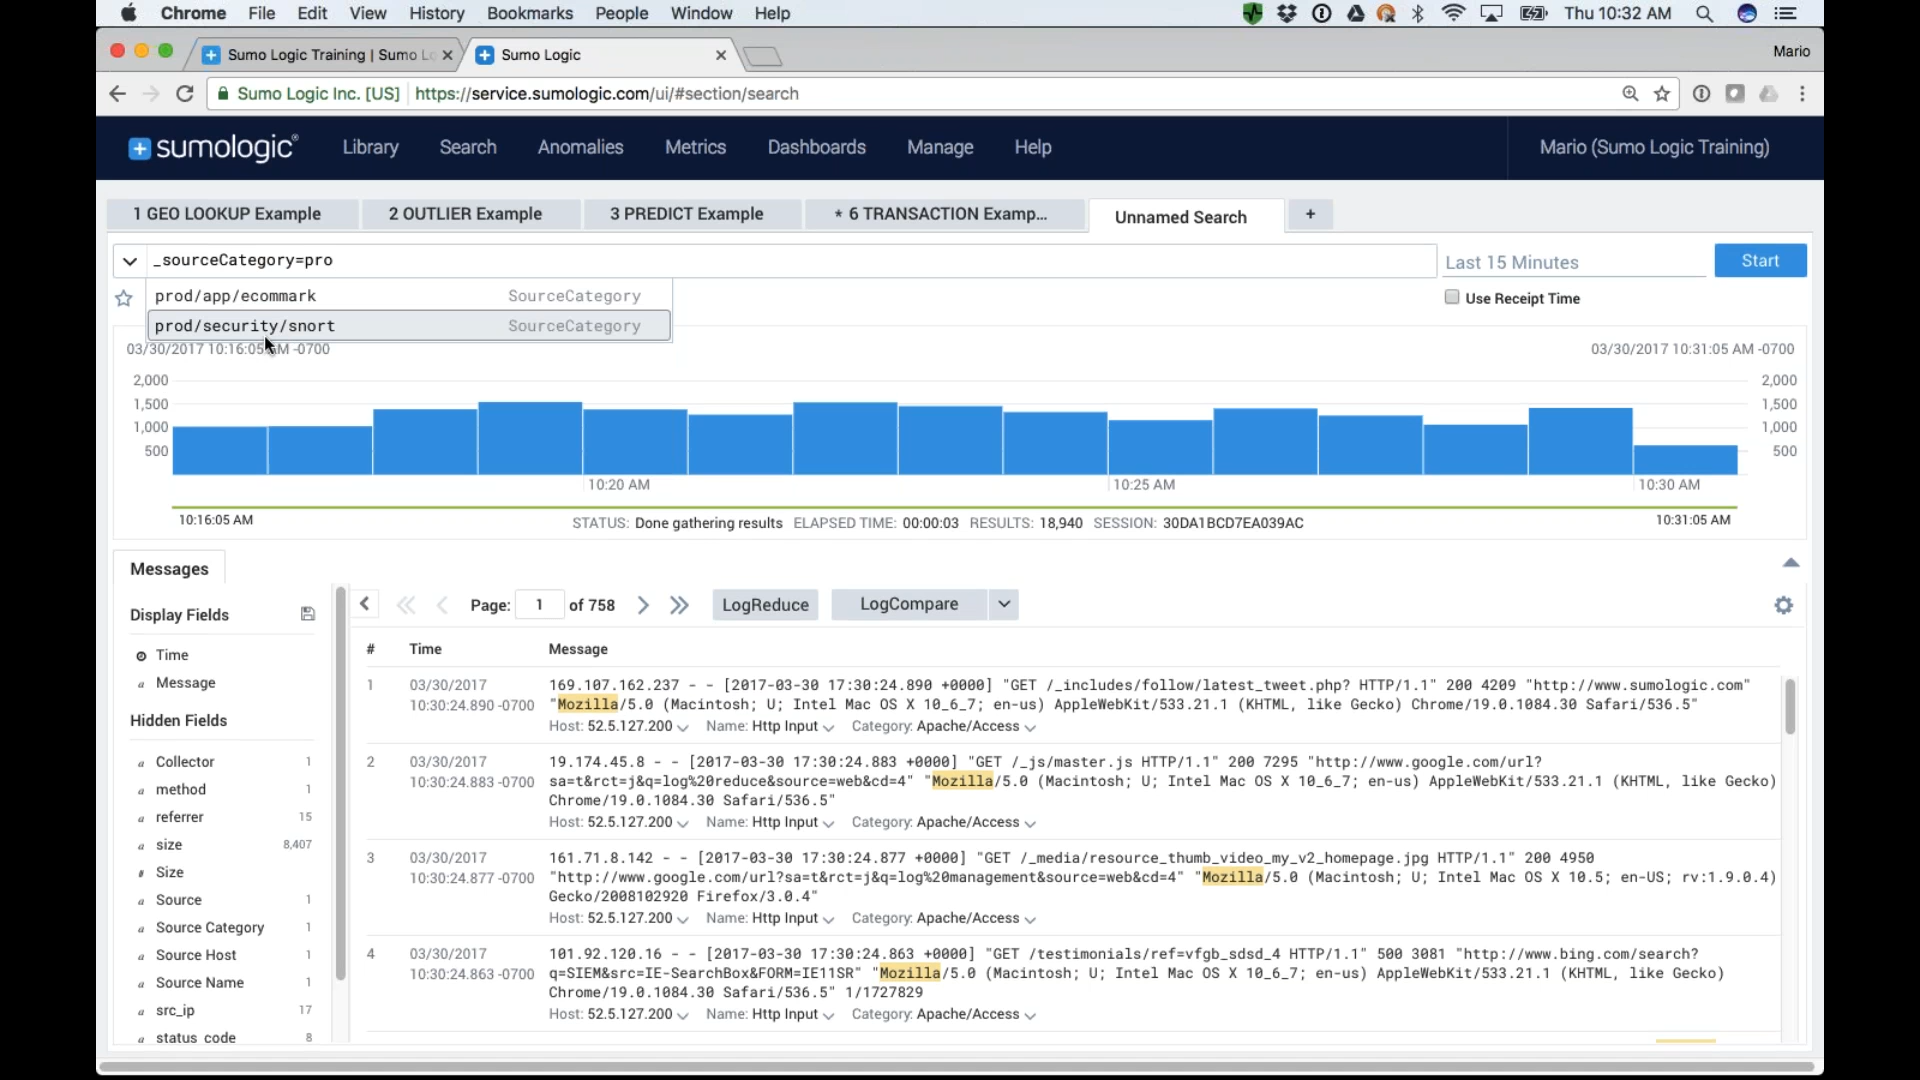 Chrome File Edit View History Bookmarks People Window Help Thu 10:32 AM
Sumo Logic Training | Sumo Lo
Sumo Logic
Mario
Sumo Logic Inc. [US] https://service.sumologic.com/ui/#section/search
sumologic® Library Search Anomalies Metrics Dashboards Manage Help Mario (Sumo Logic Training)
1 GEO LOOKUP Example 2 OUTLIER Example 3 PREDICT Example * 6 TRANSACTION Examp... Unnamed Search +
_sourceCategory=pro Last 15 Minutes Start
prod/app/ecommark SourceCategory Use Receipt Time
prod/security/snort SourceCategory
03/30/2017 10:16:05 AM -0700 03/30/2017 10:31:05 AM -0700
2,000 2,000
1,500 1,500
1,000 1,000
500 500
10:20 AM 10:25 AM 10:30 AM
10:16:05 AM STATUS: Done gathering results ELAPSED TIME: 00:00:03 RESULTS: 18,940 SESSION: 30DA1BCD7EA039AC 10:31:05 AM
Messages
Display Fields
a Time
a Message
Hidden Fields
a Collector 1
a method 1
a referrer 15
a size 8,407
# Size
a Source 1
a Source Category 1
a Source Host 1
a Source Name 1
a src_ip 17
a status_code 8
Page: 1 of 758 LogReduce LogCompare
# Time Message
1 03/30/2017 169.107.162.237 - - [2017-03-30 17:30:24.890 +0000] "GET /_includes/follow/latest_tweet.php? HTTP/1.1" 200 4209 "http://www.sumologic.com"
10:30:24.890 -0700 "Mozilla/5.0 (Macintosh; U; Intel Mac OS X 10_6_7; en-us) AppleWebKit/533.21.1 (KHTML, like Gecko) Chrome/19.0.1084.30 Safari/536.5"
Host: 52.5.127.200 Name: Http Input Category: Apache/Access
2 03/30/2017 19.174.45.8 - - [2017-03-30 17:30:24.883 +0000] "GET /_js/master.js HTTP/1.1" 200 7295 "http://www.google.com/url?
10:30:24.883 -0700 sa=t&rct=j&q=log%20reduce&source=web&cd=4" "Mozilla/5.0 (Macintosh; U; Intel Mac OS X 10_6_7; en-us) AppleWebKit/533.21.1 (KHTML, like Gecko)
Chrome/19.0.1084.30 Safari/536.5"
Host: 52.5.127.200 Name: Http Input Category: Apache/Access
3 03/30/2017 161.71.8.142 - - [2017-03-30 17:30:24.877 +0000] "GET /_media/resource_thumb_video_my_v2_homepage.jpg HTTP/1.1" 200 4950
10:30:24.877 -0700 "http://www.google.com/url?sa=t&rct=j&q=log%20management&source=web&cd=4" "Mozilla/5.0 (Macintosh; U; Intel Mac OS X 10.5; en-US; rv:1.9.0.4)
Gecko/2008102920 Firefox/3.0.4"
Host: 52.5.127.200 Name: Http Input Category: Apache/Access
4 03/30/2017 101.92.120.16 - - [2017-03-30 17:30:24.863 +0000] "GET /testimonials/ref=vfgb_sdsd_4 HTTP/1.1" 500 3081 "http://www.bing.com/search?
10:30:24.863 -0700 q=SIEM&src=IE-SearchBox&FORM=IE11SR" "Mozilla/5.0 (Macintosh; U; Intel Mac OS X 10_6_7; en-us) AppleWebKit/533.21.1 (KHTML, like Gecko)
Chrome/19.0.1084.30 Safari/536.5" 1/1727829
Host: 52.5.127.200 Name: Http Input Category: Apache/Access